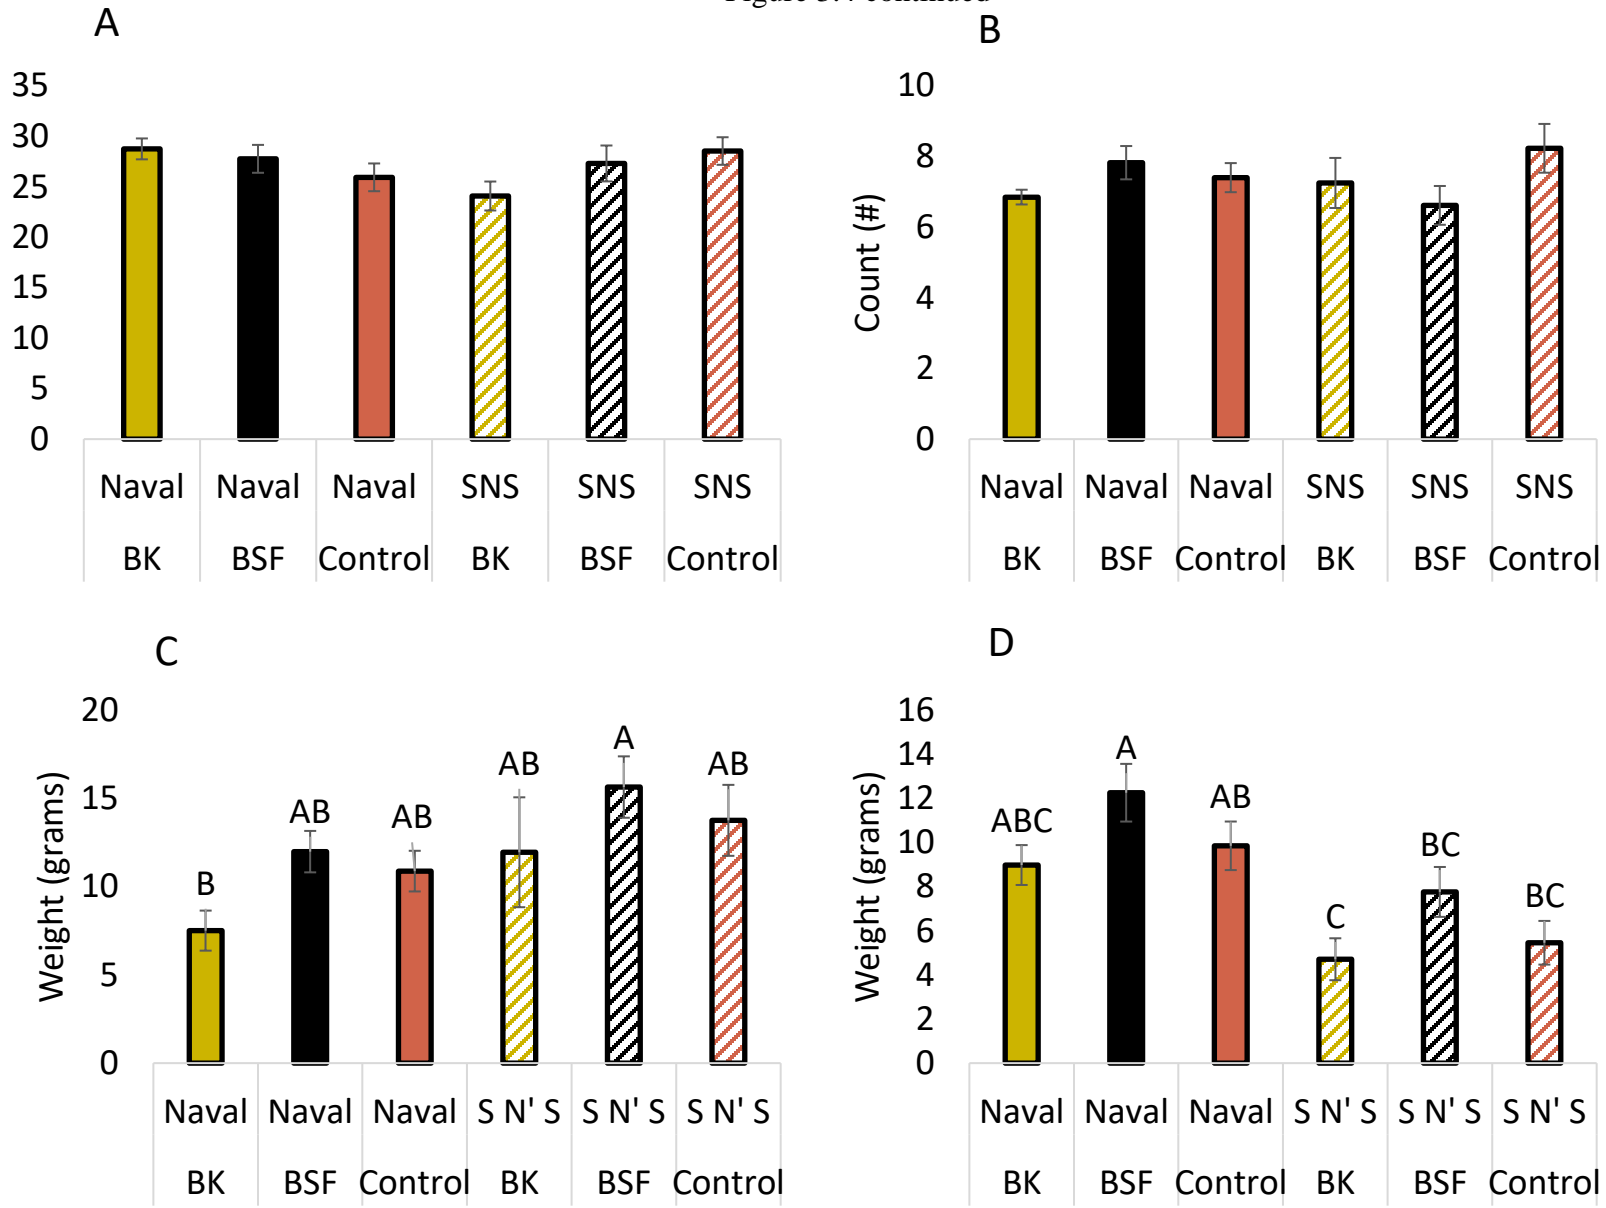 Figure 3.4 continued
A
35
30
25
20
15
10
5
0
Naval Naval Naval SNS SNS SNS
BK BSF Control BK BSF Control
B
Count (#)
10
8
6
4
2
0
Naval Naval Naval SNS SNS SNS
BK BSF Control BK BSF Control
C
Weight (grams)
20
15
10
5
0
B AB AB AB A AB
Naval Naval Naval S N' S S N' S S N' S
BK BSF Control BK BSF Control
D
Weight (grams)
16
14
12
10
8
6
4
2
0
ABC A AB C BC BC
Naval Naval Naval S N' S S N' S S N' S
BK BSF Control BK BSF Control